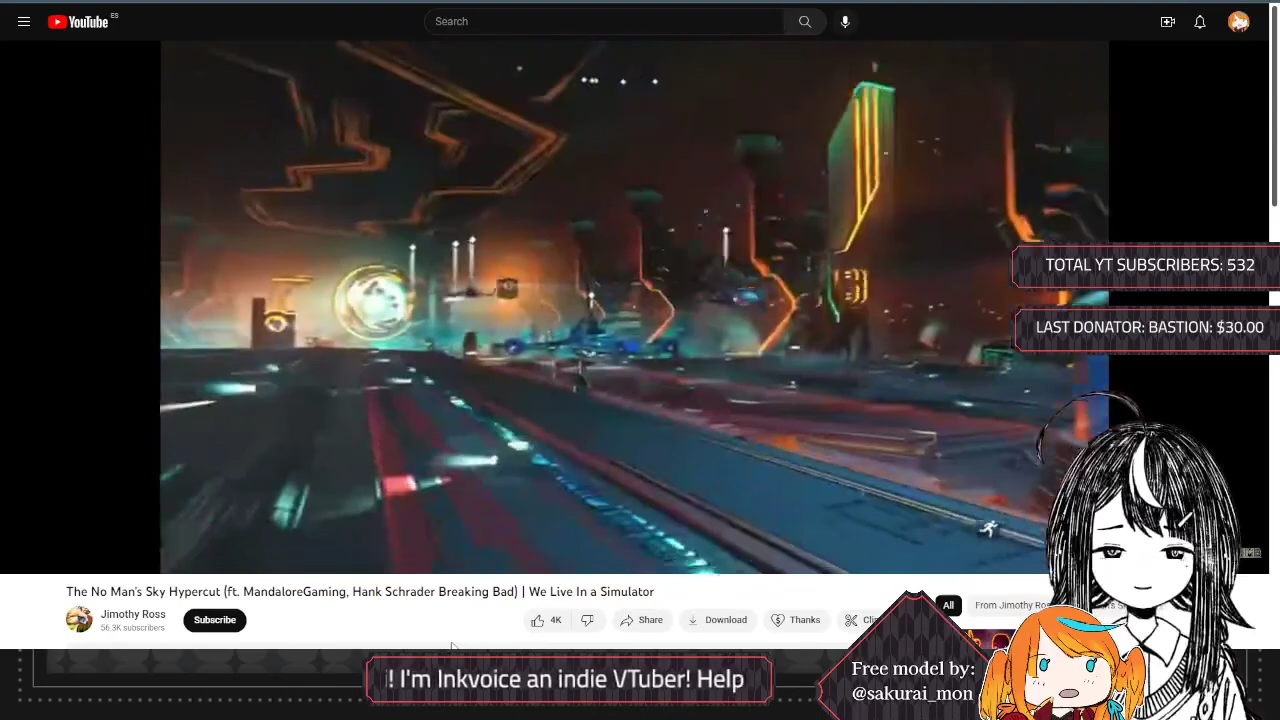 YouTube ES
Search
TOTAL YT SUBSCRIBERS: 532
LAST DONATOR: BASTION: $30.00
The No Man's Sky Hypercut (ft. MandaloreGaming, Hank Schrader Breaking Bad) | We Live In a Simulator
Jimothy Ross
56.3K subscribers
Subscribe
4K
Share
Download
Thanks
All
From Jimothy
! I'm Inkvoice an indie VTuber! Help
Free model by:
@sakurai_mon